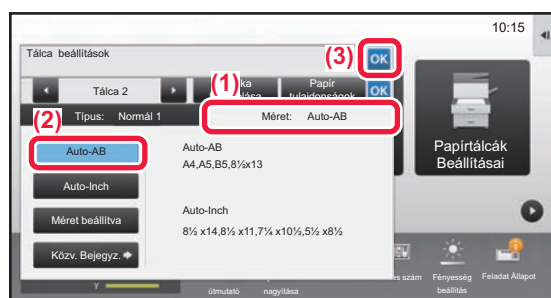 10:15
Tálca beállítások
(3)
OK
Tálca 2
(1)
Papír
tulajdonságok
OK
(2)
Típus: Normál 1
Méret: Auto-AB
Auto-AB
Auto-AB
A4,A5,B5,8½x13
Auto-Inch
Méret beállítva
Auto-Inch
8½ x14,8½ x11,7¼ x10½,5½ x8½
Közv. Bejegyz.
Papírtálcák
Beállításai
Y
útmutató
nagyítása
szám
Fényesség
beállítás
Feladat Állapot